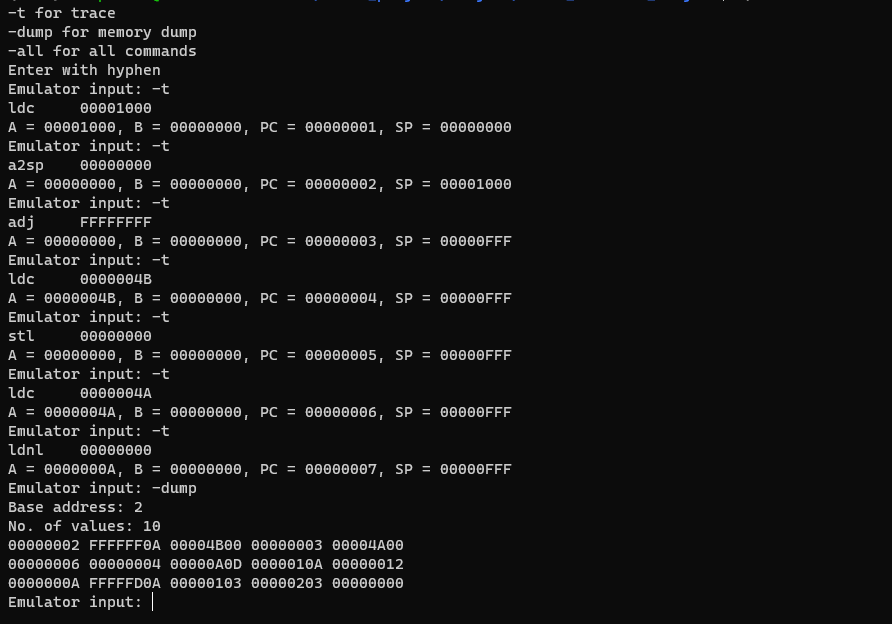 -t for trace
-dump for memory dump
-all for all commands
Enter with hyphen
Emulator input: -t
ldc     00001000
A = 00001000, B = 00000000, PC = 00000001, SP = 00000000
Emulator input: -t
a2sp    00000000
A = 00000000, B = 00000000, PC = 00000002, SP = 00001000
Emulator input: -t
adj     FFFFFFFF
A = 00000000, B = 00000000, PC = 00000003, SP = 00000FFF
Emulator input: -t
ldc     0000004B
A = 0000004B, B = 00000000, PC = 00000004, SP = 00000FFF
Emulator input: -t
stl     00000000
A = 00000000, B = 00000000, PC = 00000005, SP = 00000FFF
Emulator input: -t
ldc     0000004A
A = 0000004A, B = 00000000, PC = 00000006, SP = 00000FFF
Emulator input: -t
ldnl    00000000
A = 0000000A, B = 00000000, PC = 00000007, SP = 00000FFF
Emulator input: -dump
Base address: 2
No. of values: 10
00000002 FFFFFF0A 00004B00 00000003 00004A00
00000006 00000004 00000A0D 0000010A 00000012
0000000A FFFFFD0A 00000103 00000203 00000000
Emulator input: